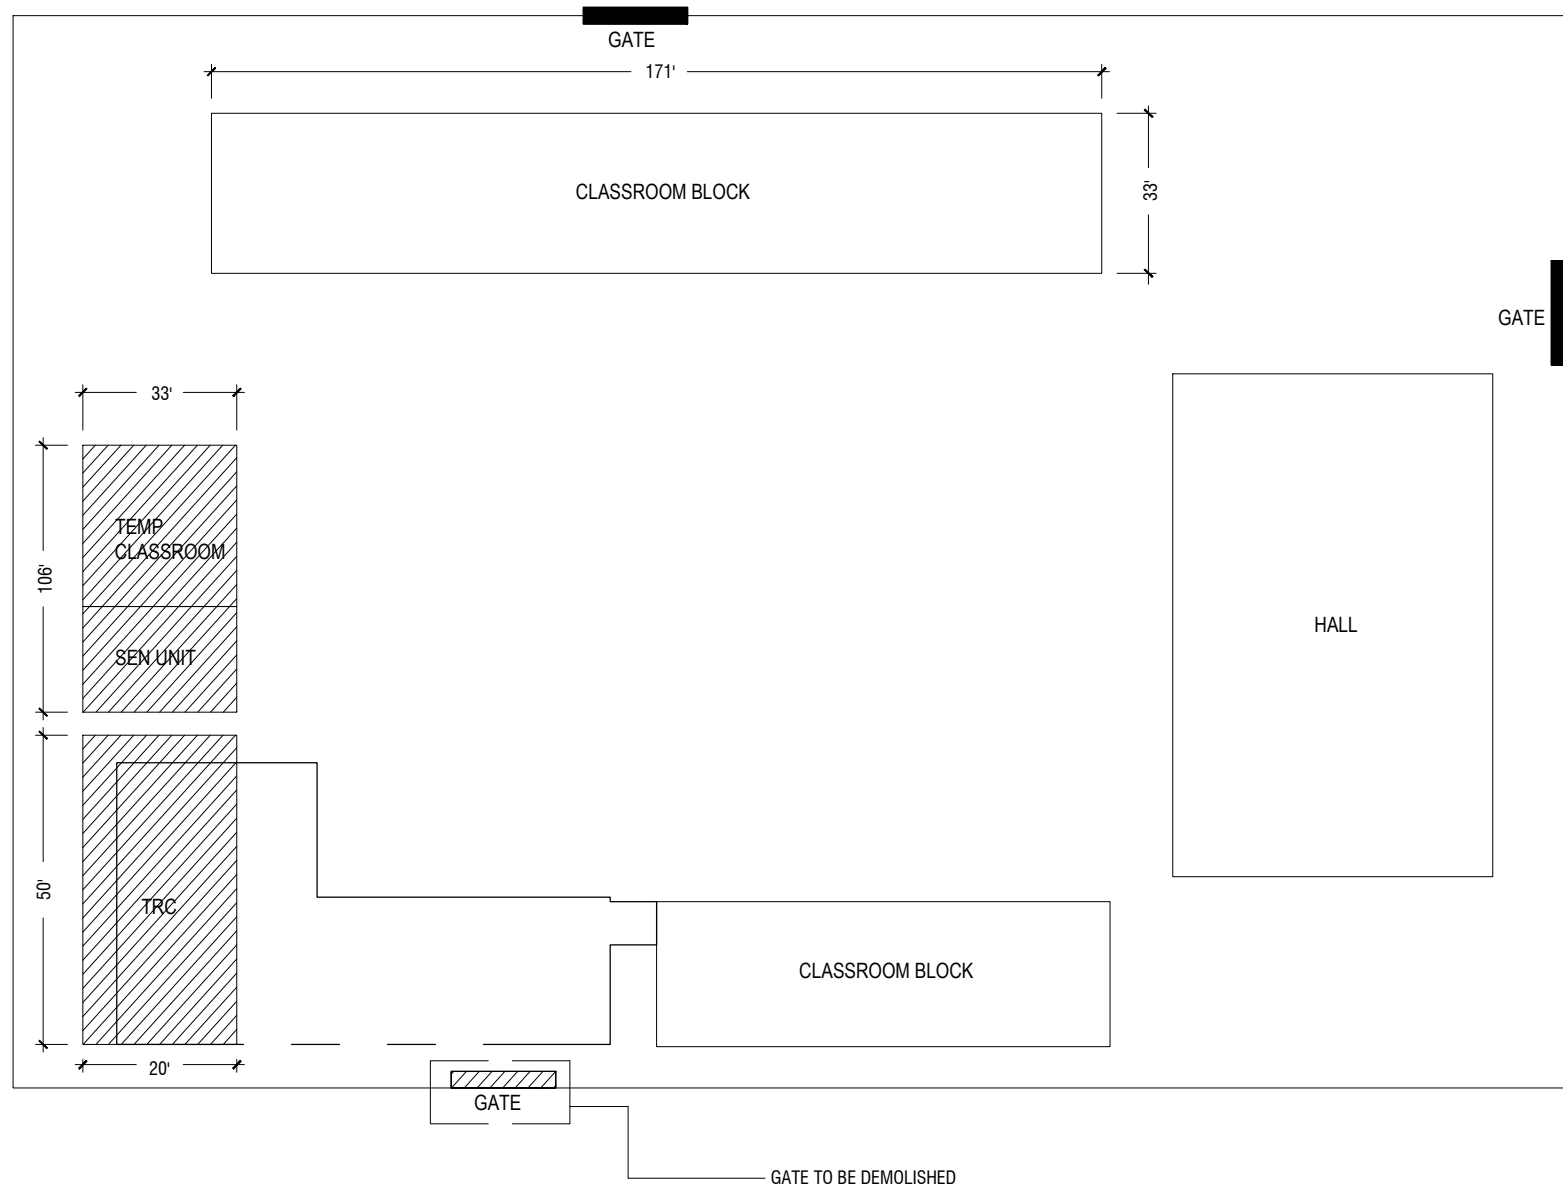 GATE
171'
CLASSROOM BLOCK
33'
GATE
33'
TEMP
CLASSROOM
106'
HALL
SEN UNIT
50'
TRC
CLASSROOM BLOCK
20'
GATE
GATE TO BE DEMOLISHED